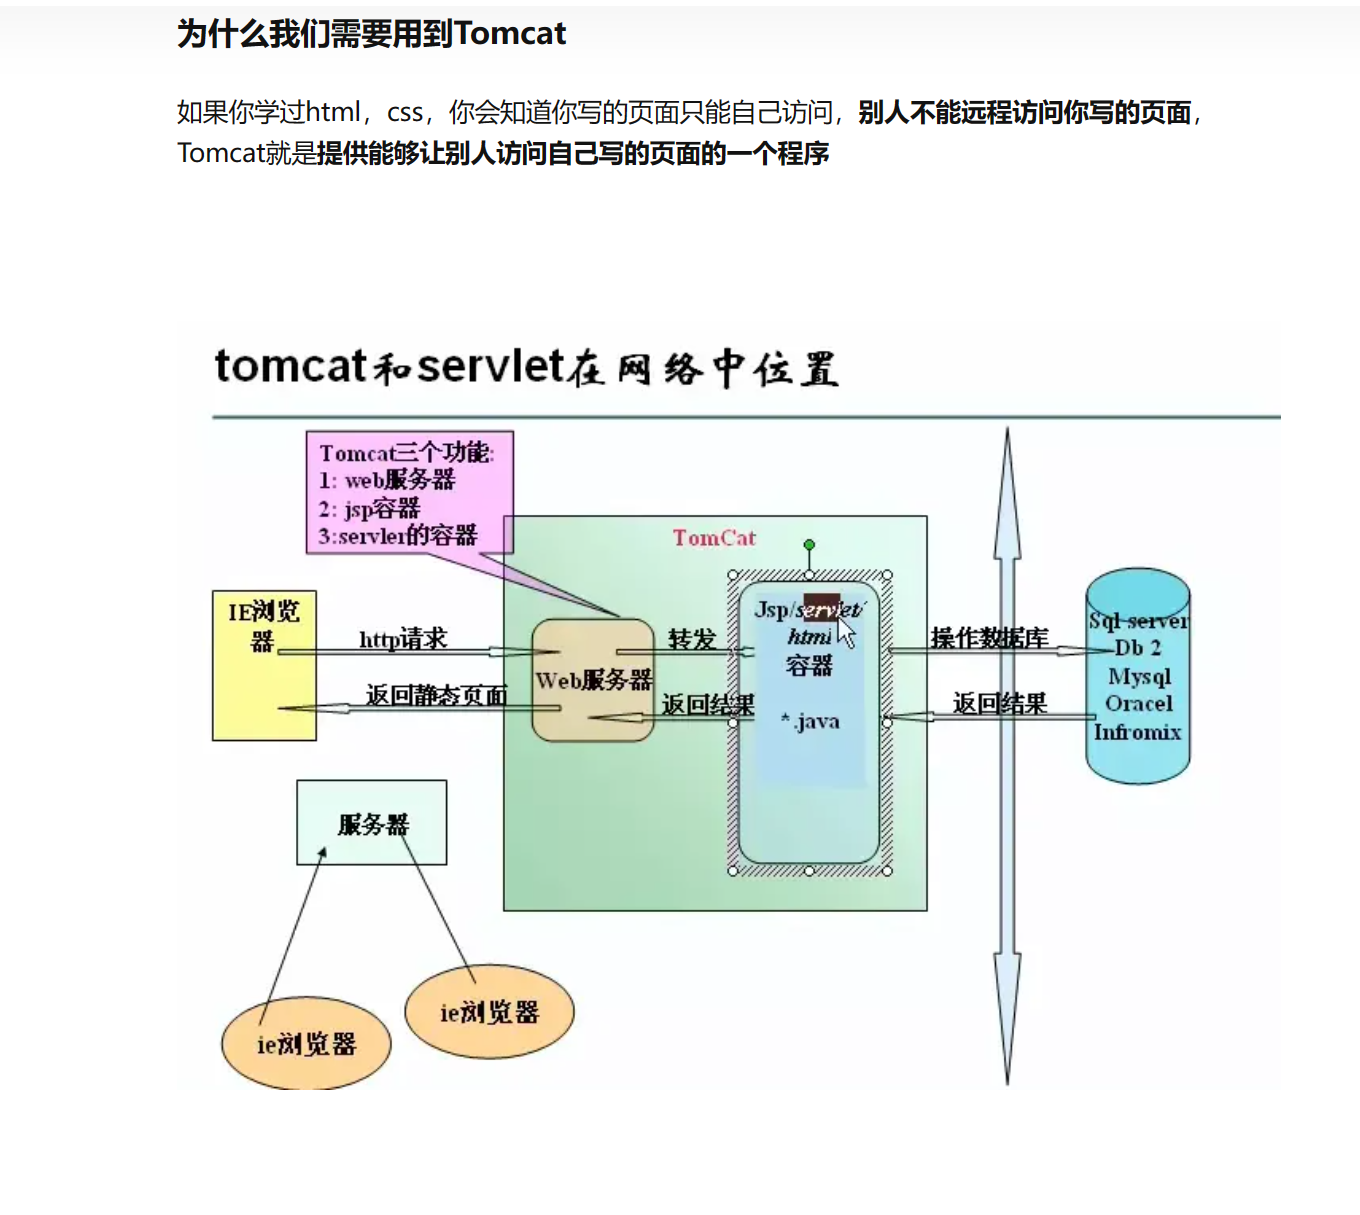 为什么我们需要用到Tomcat
如果你学过html，css，你会知道你写的页面只能自己访问，别人不能远程访问你写的页面，
Tomcat就是提供能够让别人访问自己写的页面的一个程序
tomcat和servlet在网络中位置
Tomcat三个功能:
1: web服务器
2: jsp容器
3:servler的容器
TomCat
IE浏览
器
http请求
返回静态页面
Web服务器
转发
返回结果
Jsp/servlet/
html
容器
*.java
操作数据库
返回结果
Sql server
Db 2
Mysql
Oracel
Infromix
服务器
ie浏览器
ie浏览器